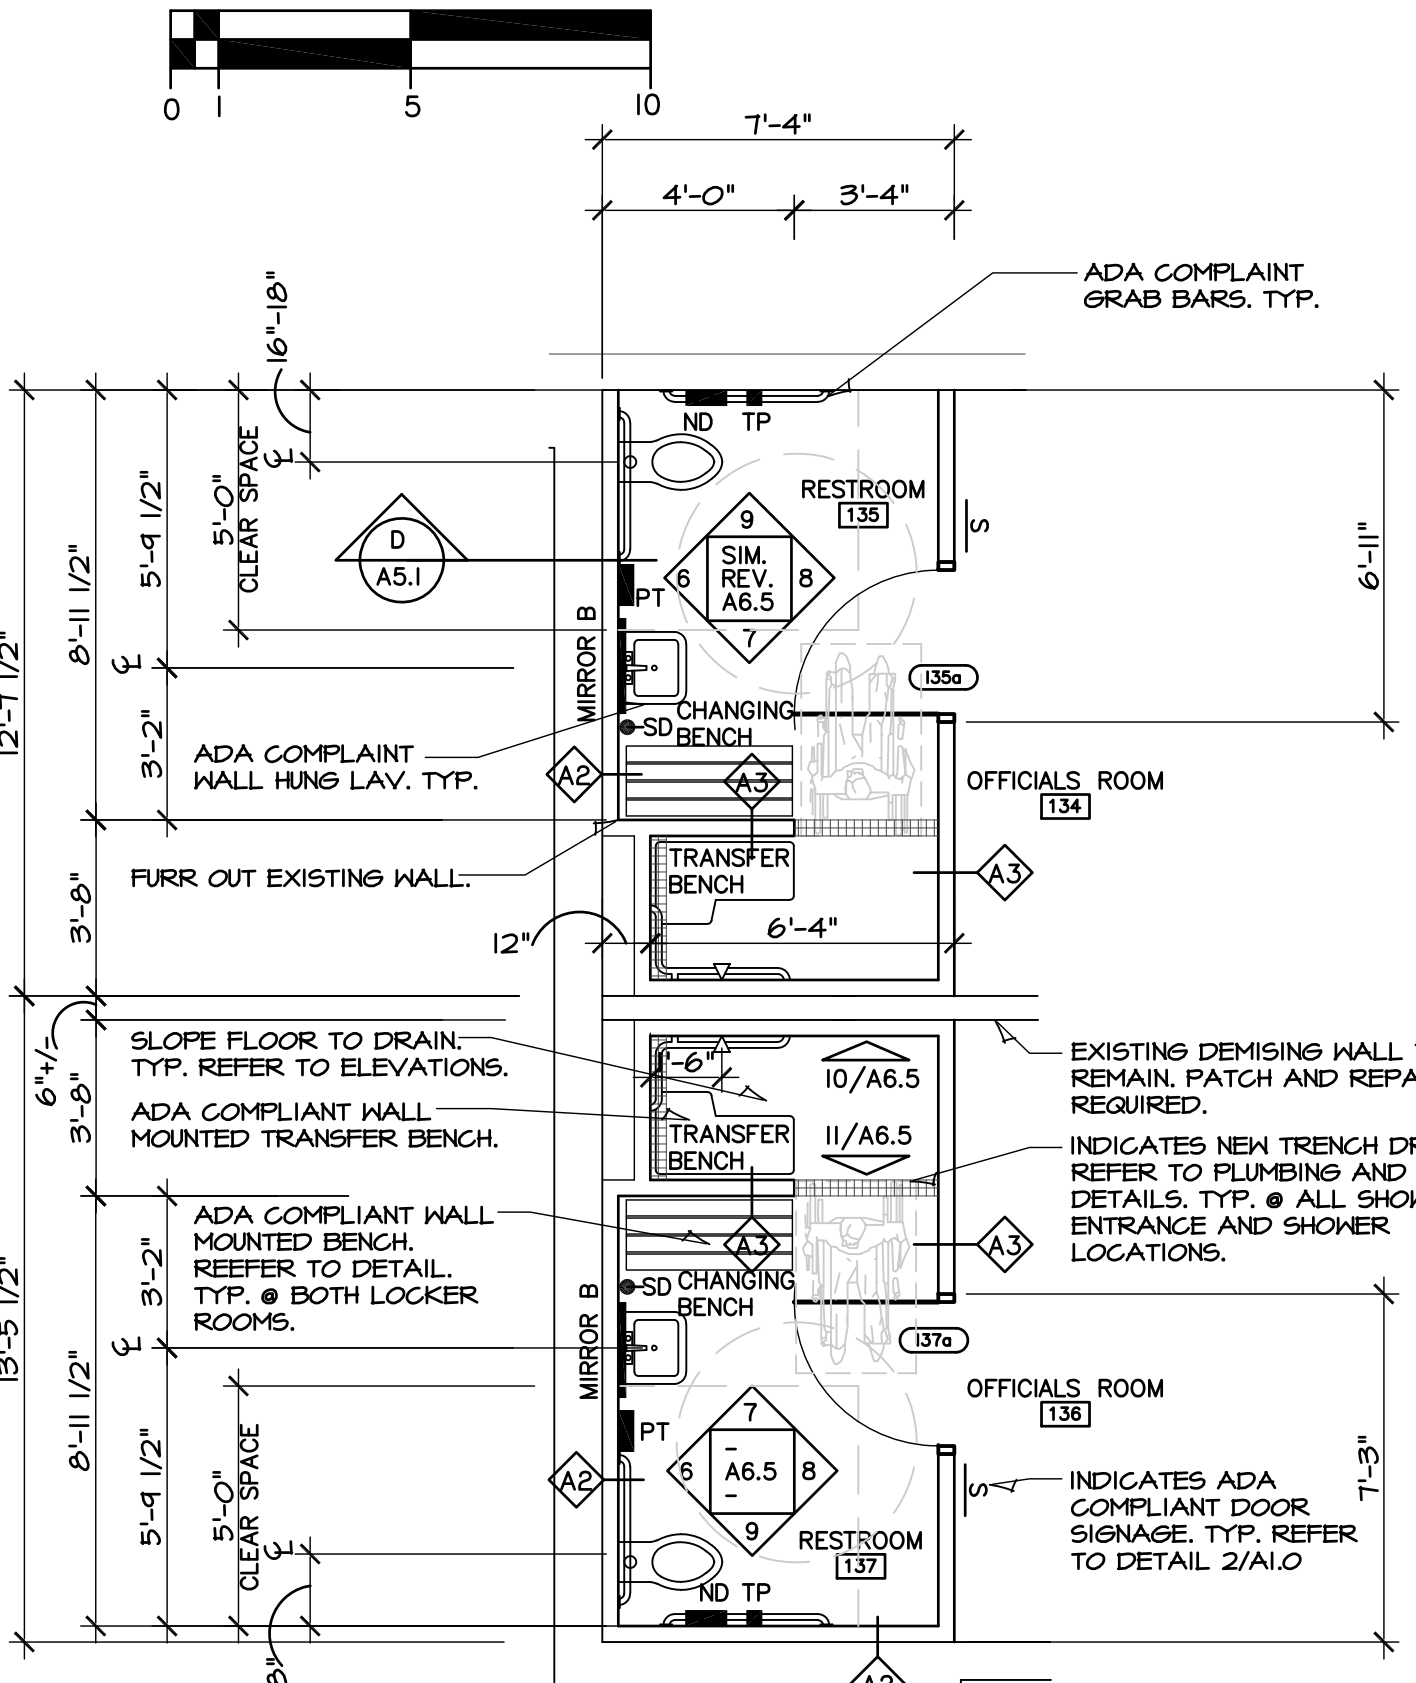 0 1 5 10
7'-4"
4'-0" 3'-4"
ADA COMPLAINT
GRAB BARS. TYP.
16"-18"
ND TP
RESTROOM
135
S
5'-0"
CLEAR SPACE
5'-9 1/2"
8'-11 1/2"
6'-11"
D
A5.1
9
6 SIM.
REV.
A6.5 8
7
PT
MIRROR B
135a
SD
CHANGING
BENCH
3'-2"
ADA COMPLAINT
WALL HUNG LAV. TYP.
A2
A3
OFFICIALS ROOM
134
TRANSFER
BENCH
A3
FURR OUT EXISTING WALL.
3'-8"
12"
6'-4"
6"+/-
SLOPE FLOOR TO DRAIN.
TYP. REFER TO ELEVATIONS.
10/A6.5
EXISTING DEMISING WALL
REMAIN. PATCH AND
REQUIRED.
3'-8"
ADA COMPLIANT WALL
MOUNTED TRANSFER BENCH.
TRANSFER
BENCH
11/A6.5
INDICATES NEW TRENCH
REFER TO PLUMBING AND
DETAILS. TYP. @ ALL
ENTRANCE AND SHOWER
LOCATIONS.
ADA COMPLIANT WALL
MOUNTED BENCH.
REEFER TO DETAIL.
TYP. @ BOTH LOCKER
ROOMS.
3'-2"
A3
A3
SD
CHANGING
BENCH
MIRROR B
137a
OFFICIALS ROOM
136
13'-5 1/2"
8'-11 1/2"
5'-9 1/2"
5'-0"
CLEAR SPACE
PT
A2
7
6 -
A6.5
- 8
9
S
INDICATES ADA
COMPLIANT DOOR
SIGNAGE. TYP. REFER
TO DETAIL 2/A1.0
7'-3"
RESTROOM
137
ND TP